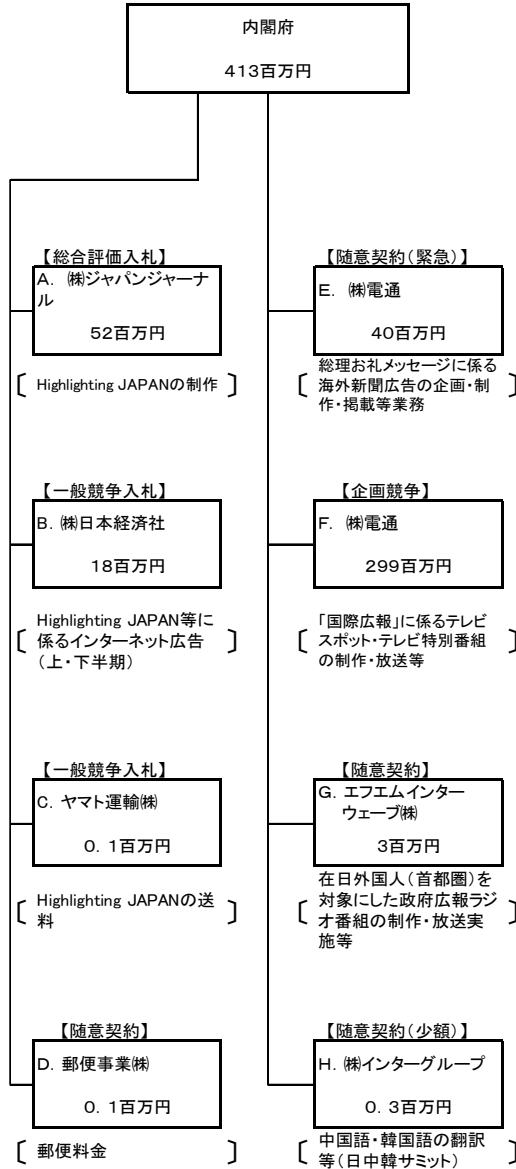 内閣府
413百万円
【総合評価入札】
A. ㈱ジャパンジャーナ
ル
52百万円
〔 Highlighting JAPANの制作 〕
【一般競争入札】
B. ㈱日本経済社
18百万円
〔 Highlighting JAPAN等に
係るインターネット広告
(上・下半期) 〕
【一般競争入札】
C. ヤマト運輸㈱
0.1百万円
〔 Highlighting JAPANの送
料 〕
【随意契約】
D. 郵便事業㈱
0.1百万円
〔 郵便料金 〕
【随意契約(緊急)】
E. ㈱電通
40百万円
〔 総理お礼メッセージに係る
海外新聞広告の企画・制
作・掲載等業務 〕
【企画競争】
F. ㈱電通
299百万円
〔 「国際広報」に係るテレビ
スポット・テレビ特別番組
の制作・放送等 〕
【随意契約】
G. エフエムインター
ウェーブ㈱
3百万円
〔 在日外国人(首都圏)を
対象にした政府広報ラジ
オ番組の制作・放送実
施等 〕
【随意契約(少額)】
H. ㈱インターグループ
0.3百万円
〔 中国語・韓国語の翻訳
等(日中韓サミット) 〕